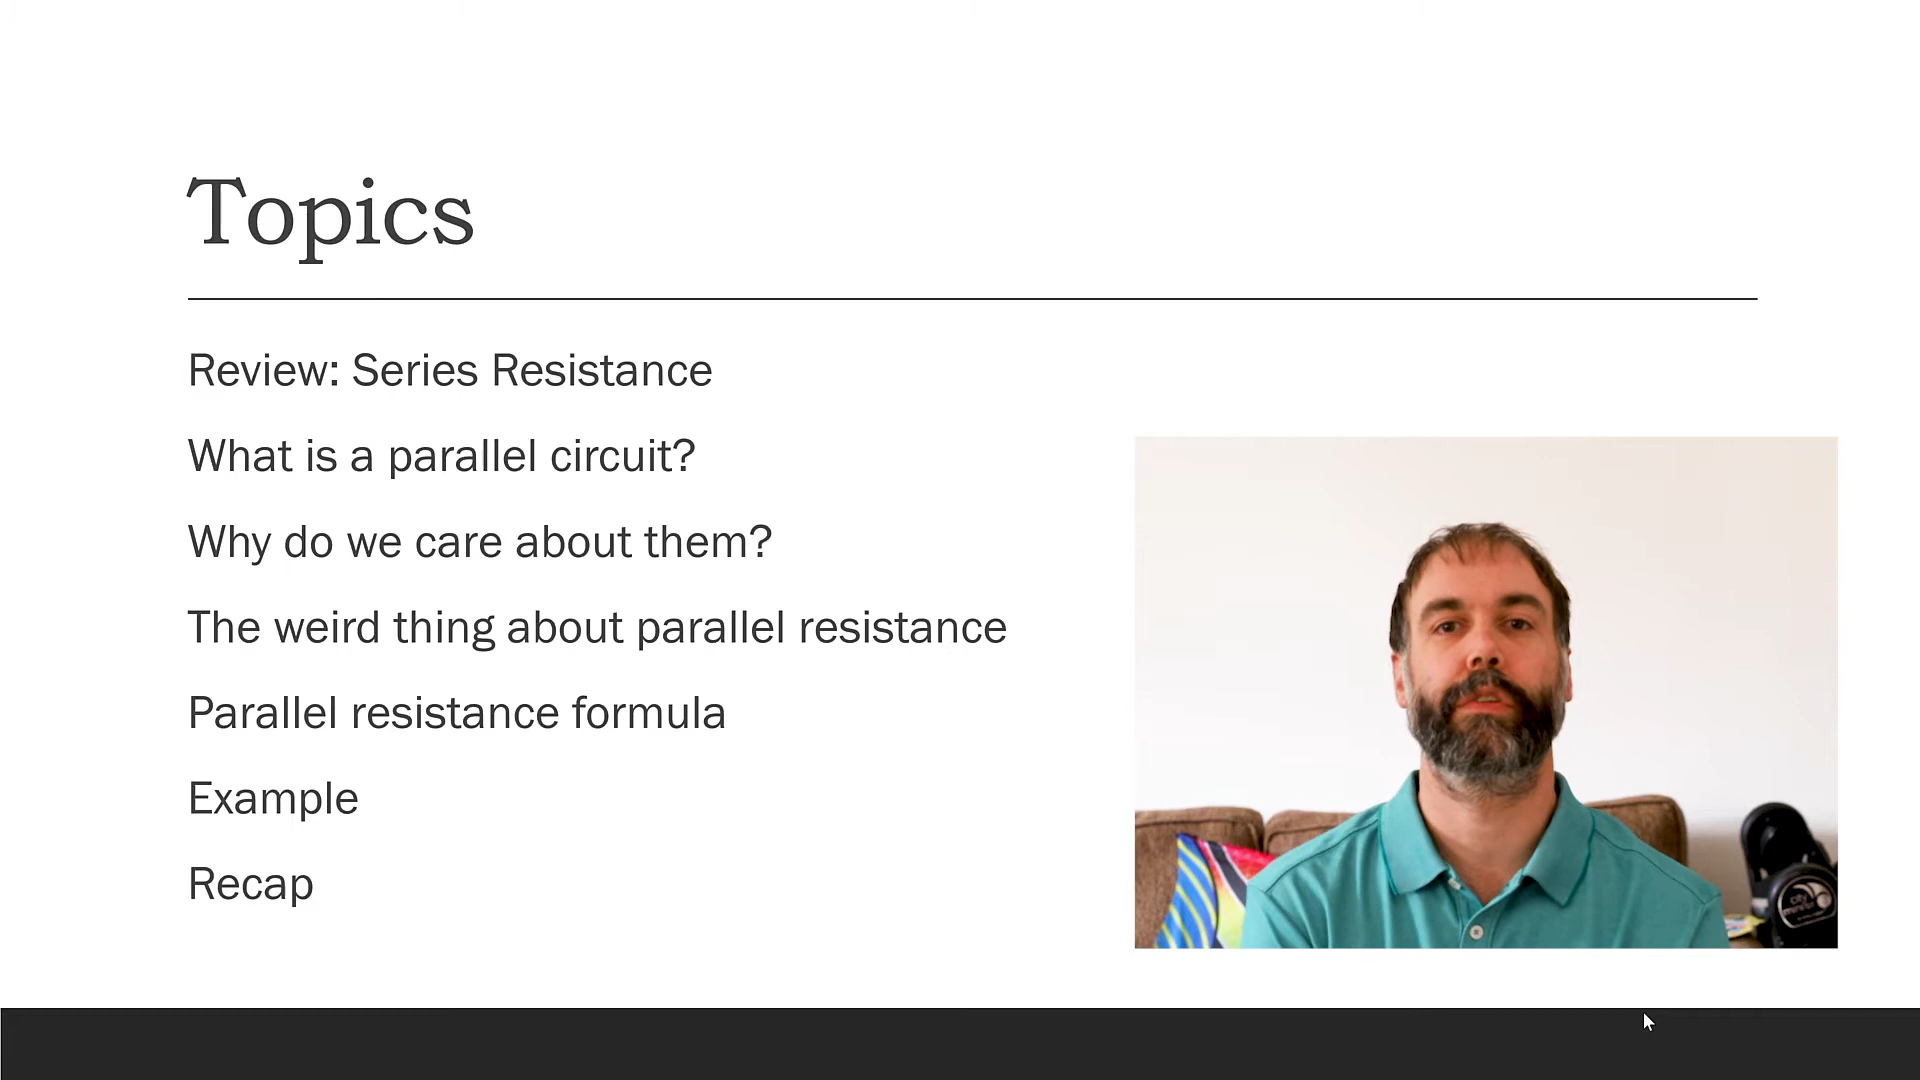 Topics
Review: Series Resistance
What is a parallel circuit?
Why do we care about them?
The weird thing about parallel resistance
Parallel resistance formula
Example
Recap
city